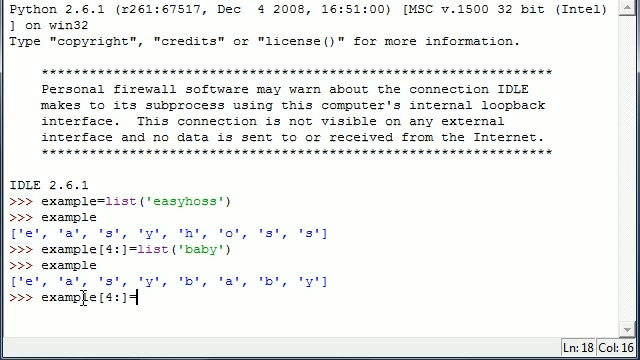 Python 2.6.1 (r261:67517, Dec  4 2008, 16:51:00) [MSC v.1500 32 bit (Intel)
] on win32
Type "copyright", "credits" or "license()" for more information.
****************************************************************
Personal firewall software may warn about the connection IDLE
makes to its subprocess using this computer's internal loopback
interface.  This connection is not visible on any external
interface and no data is sent to or received from the Internet.
****************************************************************
IDLE 2.6.1
>>> example=list('easyhoss')
>>> example
['e', 'a', 's', 'y', 'h', 'o', 's', 's']
>>> example[4:]=list('baby')
>>> example
['e', 'a', 's', 'y', 'b', 'a', 'b', 'y']
>>> example[4:]=
Ln: 18 Col: 16